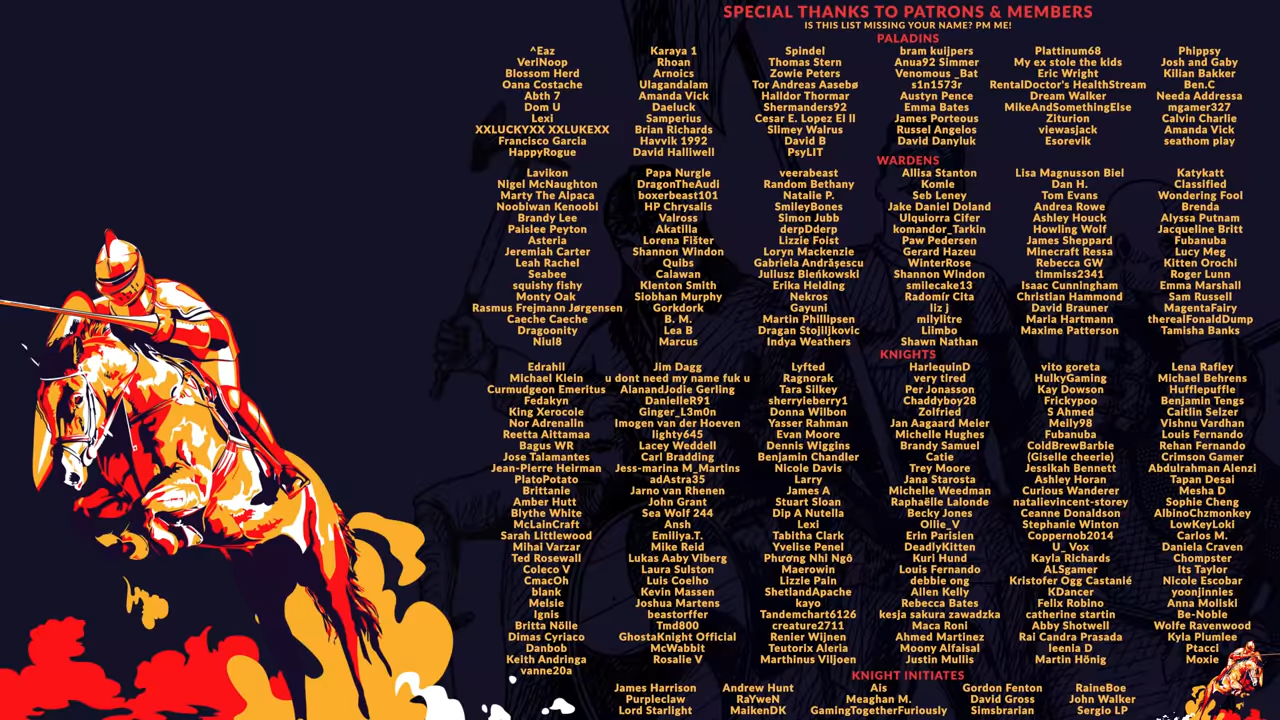 SPECIAL THANKS TO PATRONS & MEMBERS
IS THIS LIST MISSING YOUR NAME? PM ME!
PALADINS
^Eaz Karaya 1 Spindel bram kuijpers Plattinum68 Phippsy
VerlNoop Rhoan Thomas Stern Anua92 Simmer My ex stole the kids Josh and Gaby
Blossom Herd Arnoics Zowie Peters Venomous _Bat Eric Wright Kilian Bakker
Oana Costache Ulagandalam Tor Andreas Aasebø s1n1573r RentalDoctor's HealthStream Ben.C
Abth 7 Amanda Vick Halldor Thormar Austyn Pence Dream Walker Needa Addressa
Dom U Daeluck Shermanders92 Emma Bates MikeAndSomethingElse mgamer327
Lexi Samperius Cesar E. Lopez El ll James Porteous Ziturion Calvin Charlie
XXLUCKYXX XXLUKEXX Brian Richards Slimey Walrus Russel Angelos viewasjack Amanda Vick
Francisco Garcia Havvik 1992 David B David Danyluk Esorevik seathom play
HappyRogue David Halliwell PsyLIT
WARDENS
Lavikon Papa Nurgle veerabeast Allisa Stanton Lisa Magnusson Biel Katykatt
Nigel McNaughton DragonTheAudi Random Bethany Komle Dan H. Classified
Marty The Alpaca boxerbeast101 Natalie P. Seb Leney Tom Evans Wondering Fool
Noobiwan Kenoobi HP Chrysalis SmileyBones Jake Daniel Doland Andrea Rowe Brenda
Brandy Lee Valross Simon Jubb Ulquiorra Cifer Ashley Houck Alyssa Putnam
Paislee Peyton Akatilla derpDderp komandor_Tarkin Howling Wolf Jacqueline Britt
Asteria Lorena Fišter Lizzie Foist Paw Pedersen James Sheppard Fubanuba
Jeremiah Carter Shannon Windon Loryn Mackenzie Gerard Hazeu Minecraft Ressa Lucy Meg
Leah Rachel Quibs Gabriela Andrășescu WinterRose Rebecca GW Kitten Orochi
Seabee Calawan Juliusz Bieńkowski Shannon Windon timmiss2341 Roger Lunn
squishy fishy Klenton Smith Erika Heiding smilecake13 Isaac Cunningham Emma Marshall
Monty Oak Siobhan Murphy Nekros Radomír Cita Christian Hammond Sam Russell
Rasmus Frejmann Jørgensen Gorkdork Gayuni liz j David Brauner MagentaFairy
Caeche Caeche B. M. Martin Phillipsen milylitre Maria Hartmann therealFonaldDump
Dragoonity Lea B Dragan Stojiljkovic Llimbo Maxime Patterson Tamisha Banks
Niul8 Marcus Indya Weathers Shawn Nathan
KNIGHTS
Edrahil Jim Dagg Lyfted HarlequinD vito goreta Lena Rafley
Michael Klein u dont need my name fuk u Ragnorak very tired HulkyGaming Michael Behrens
Curmudgeon Emeritus AlanandJodie Gerling Tara Silkey Per Jonasson Kay Dowson Hufflepuffle
Fedakyn DanielleR91 sherryleberry1 Chaddyboy28 Frickypoo Benjamin Tengs
King Xerocole Ginger_L3m0n Donna Wilbon Zolfried S Ahmed Caitlin Selzer
Nor Adrenalin Imogen van der Hoeven Yasser Rahman Jan Aagaard Meier Melly98 Vishnu Vardhan
Reetta Aittamaa lighty645 Evan Moore Michelle Hughes Fubanuba Louis Fernando
Bagus WR Lacey Weddell Dennis Wiggins Brandy Samuel ColdBrewBarbie Rehan Fernando
Jose Talamantes Carl Bradding Benjamin Chandler Catie (Giselle cheerie) Crimson Gamer
Jean-Pierre Heirman Jess-marina M_Martins Nicole Davis Trey Moore Jessikah Bennett Abdulrahman Alenzi
PlatoPotato adAstra35 Larry Jana Starosta Ashley Horan Tapan Desai
Brittanie Jarno van Rhenen James A Michelle Weedman Curious Wanderer Mesha D
Amber Hutt John Grant Stuart Sloan Raphaëlle Lalonde natalievincent-storey Sophie Cheng
Blythe White Sea Wolf 244 Dip A Nutella Becky Jones Ceanne Donaldson AlbinoChzmonkey
McLainCraft Ansh Lexi Ollie_V Stephanie Winton LowKeyLoki
Sarah Littlewood Emiliya.T. Tabitha Clark Erin Parisien Coppernob2014 Carlos M.
Mihai Varzar Mike Reid Yvelise Penel DeadlyKitten U_ Vox Daniela Craven
Ted Rosewall Lukas Aaby Viberg Phương Nhi Ngô Kuri Hund Kayla Richards Chompster
Coleco V Laura Sulston Maerowin Louis Fernando ALSgamer Its Taylor
CmacOh Luis Coelho Lizzie Pain debbie ong Kristofer Ogg Castanié Nicole Escobar
blank Kevin Massen ShetlandApache Allen Kelly KDancer yoonjinnies
Melsie Joshua Martens kayo Rebecca Bates Felix Robino Anna Moliski
Ignis beastorffer Tandemchart6126 kesja sakura zawadzka catherine startin Be-Noble
Britta Nölle Tmd800 creature2711 Maca Roni Abby Shotwell Wolfe Ravenwood
Dimas Cyriaco GhostaKnight Official Renier Wijnen Ahmed Martinez Rai Candra Prasada Kyla Plumlee
Danbob McWabbit Teutorix Aleria Moony Alfaisal leenia D Ptacci
Keith Andringa Rosalie V Marthinus Viljoen Justin Mullis Martin Hönig Moxie
vanne20a
KNIGHT INITIATES
James Harrison Andrew Hunt Ais Gordon Fenton RaineBoe
Purpleclaw RaYweN Meaghan M. David Gross John Walker
Lord Starlight MaikenDK GamingTogetherFuriously Simsbrarian Sergio LP